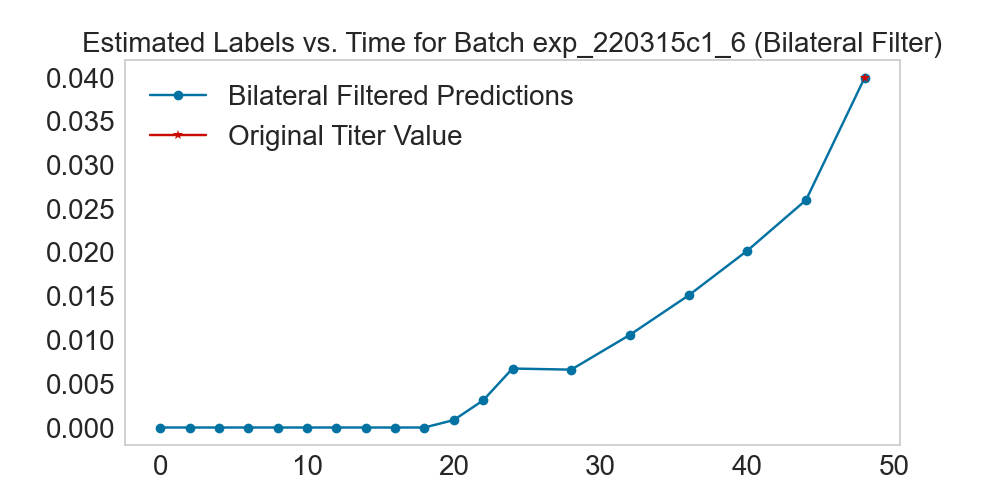 Estimated Labels vs. Time for Batch exp_220315c1_6 (Bilateral Filter)
0.040
0.035
0.030
0.025
0.020
0.015
0.010
0.005
0.000
Bilateral Filtered Predictions
Original Titer Value
0 10 20 30 40 50